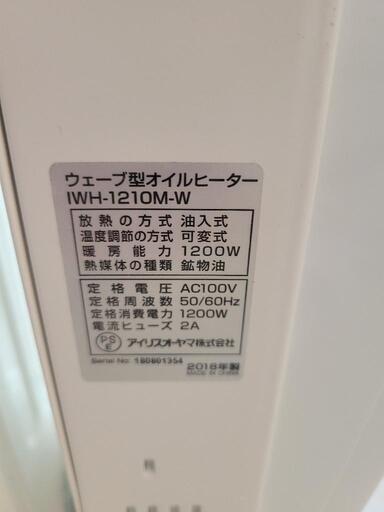 ウェーブ型オイルヒーター
IWH-1210M-W
放熱の方式 油入式
温度調節の方式 可変式
暖房能力 1200W
熱媒体の種類 鉱物油
定格電圧 AC100V
定格周波数 50/60Hz
定格消費電力 1200W
電流ヒューズ 2A
PS
E
アイリスオーヤマ株式会社
Serial No: 180801354
2018年製
MADE IN CHINA